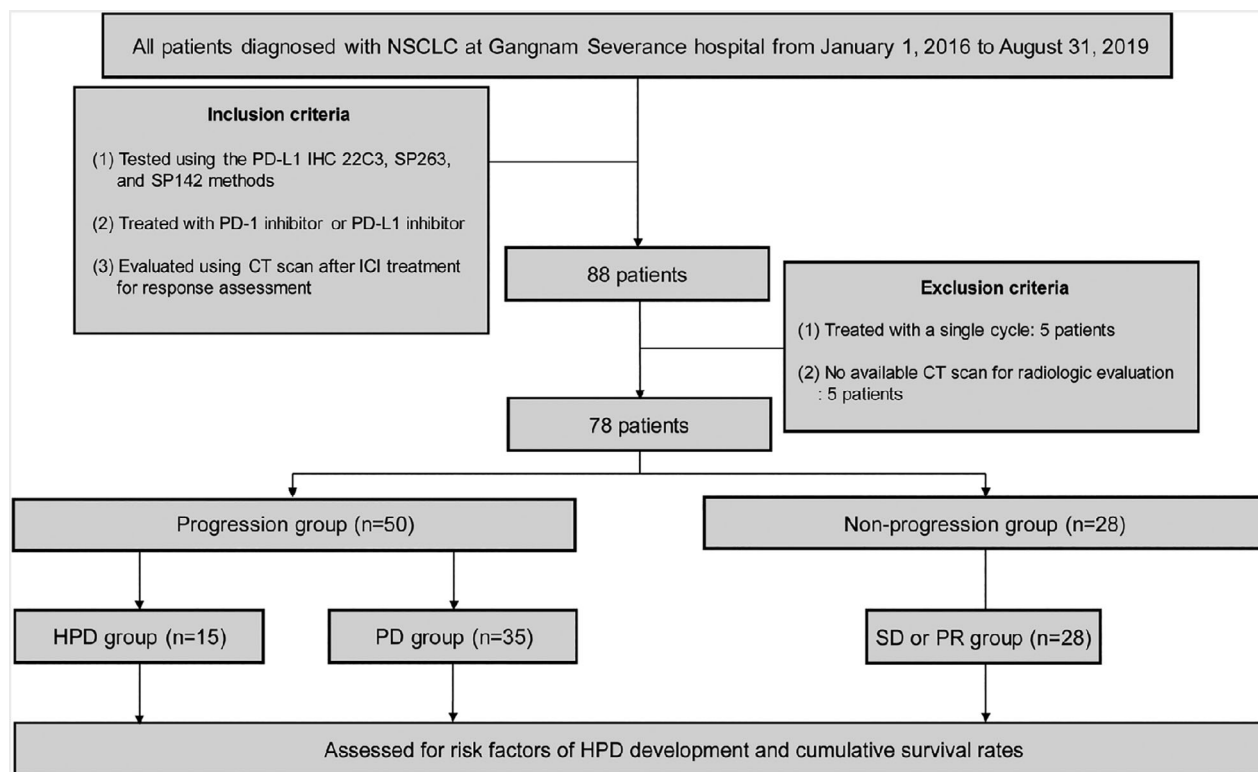 All patients diagnosed with NSCLC at Gangnam Severance hospital from January 1, 2016 to August 31, 2019
Inclusion criteria
(1) Tested using the PD-L1 IHC 22C3, SP263,
and SP142 methods
(2) Treated with PD-1 inhibitor or PD-L1 inhibitor
(3) Evaluated using CT scan after ICI treatment
for response assessment
88 patients
Exclusion criteria
(1) Treated with a single cycle: 5 patients
(2) No available CT scan for radiologic evaluation
: 5 patients
78 patients
Progression group (n=50)
Non-progression group (n=28)
HPD group (n=15)
PD group (n=35)
SD or PR group (n=28)
Assessed for risk factors of HPD development and cumulative survival rates